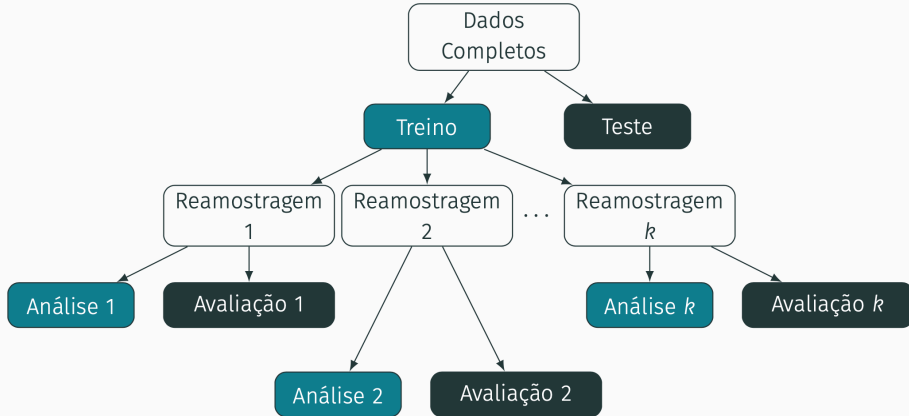 Dados
Completos
Treino
Teste
Reamostragem
1
Reamostragem
2
...
Reamostragem
k
Análise 1
Avaliação 1
Análise k
Avaliação k
Análise 2
Avaliação 2